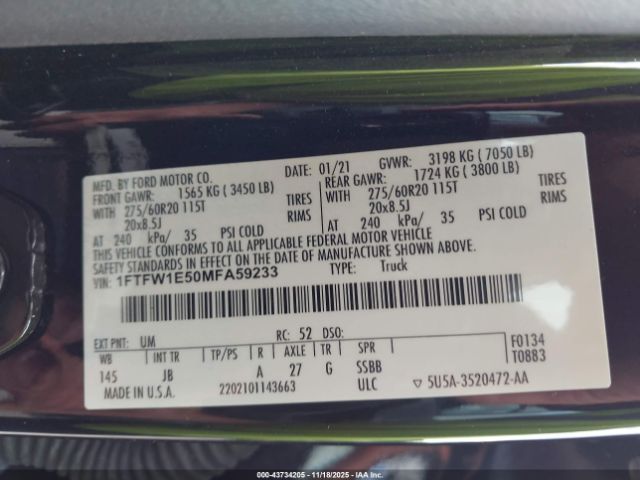 MFD. BY FORD MOTOR CO.
DATE: 01/21 GVWR: 3198 KG ( 7050 LB)
FRONT GAWR: 1565 KG (3450 LB) REAR GAWR: 1724 KG ( 3800 LB)
WITH 275/60R20 115T TIRES WITH 275/60R20 115T TIRES
20x8.5J RIMS 20x8.5J RIMS
AT 240 kPa/ 35 PSI COLD AT 240 kPa/ 35 PSI COLD
THIS VEHICLE CONFORMS TO ALL APPLICABLE FEDERAL MOTOR VEHICLE
SAFETY STANDARDS IN EFFECT ON THE DATE OF MANUFACTURE SHOWN ABOVE.
VIN: 1FTFW1E50MFA59233 TYPE: Truck
EXT PNT: UM RC: 52 DSO: F0134
WB INT TR TP/PS R AXLE TR SPR T0883
145 JB A 27 G SSBB
MADE IN U.S.A. 2202101143663 ULC ▽ 5U5A-3520472-AA
000-43734205 - 11/18/2025 - IAA Inc.